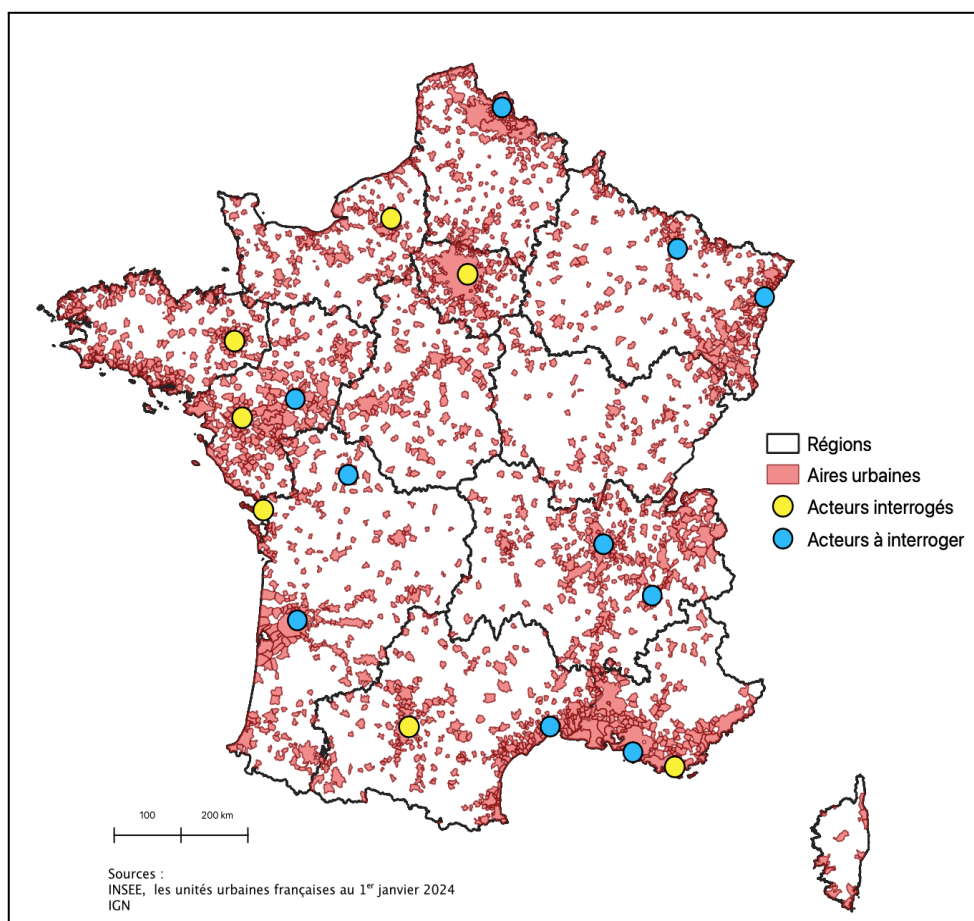 Régions
Aires urbaines
Acteurs interrogés
Acteurs à interroger
100 200 km
Sources :
INSEE, les unités urbaines françaises au 1er janvier 2024
IGN